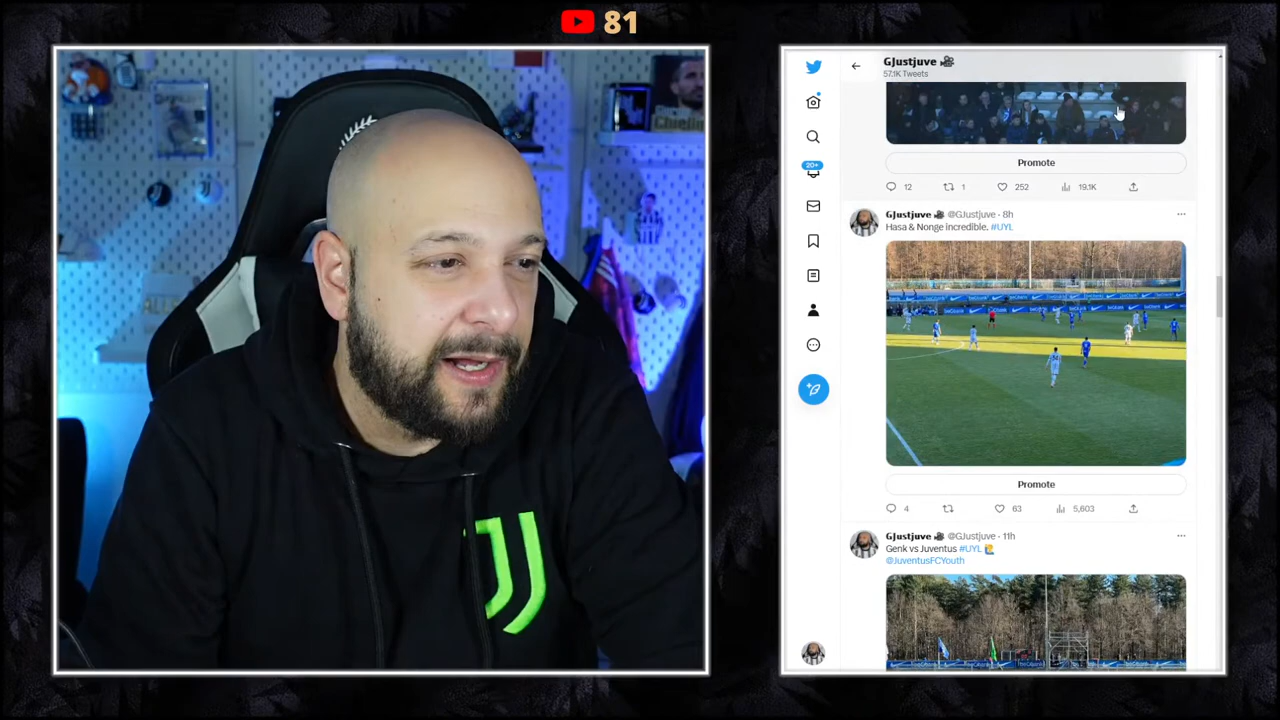 81
GJustjuve
57.1K Tweets
Promote
12 1 252 19.1K
20+
GJustjuve @GJustjuve · 8h
Hasa & Nonge incredible. #UYL
Promote
4 63 5,603
GJustjuve @GJustjuve · 11h
Genk vs Juventus #UYL
@JuventusFCYouth